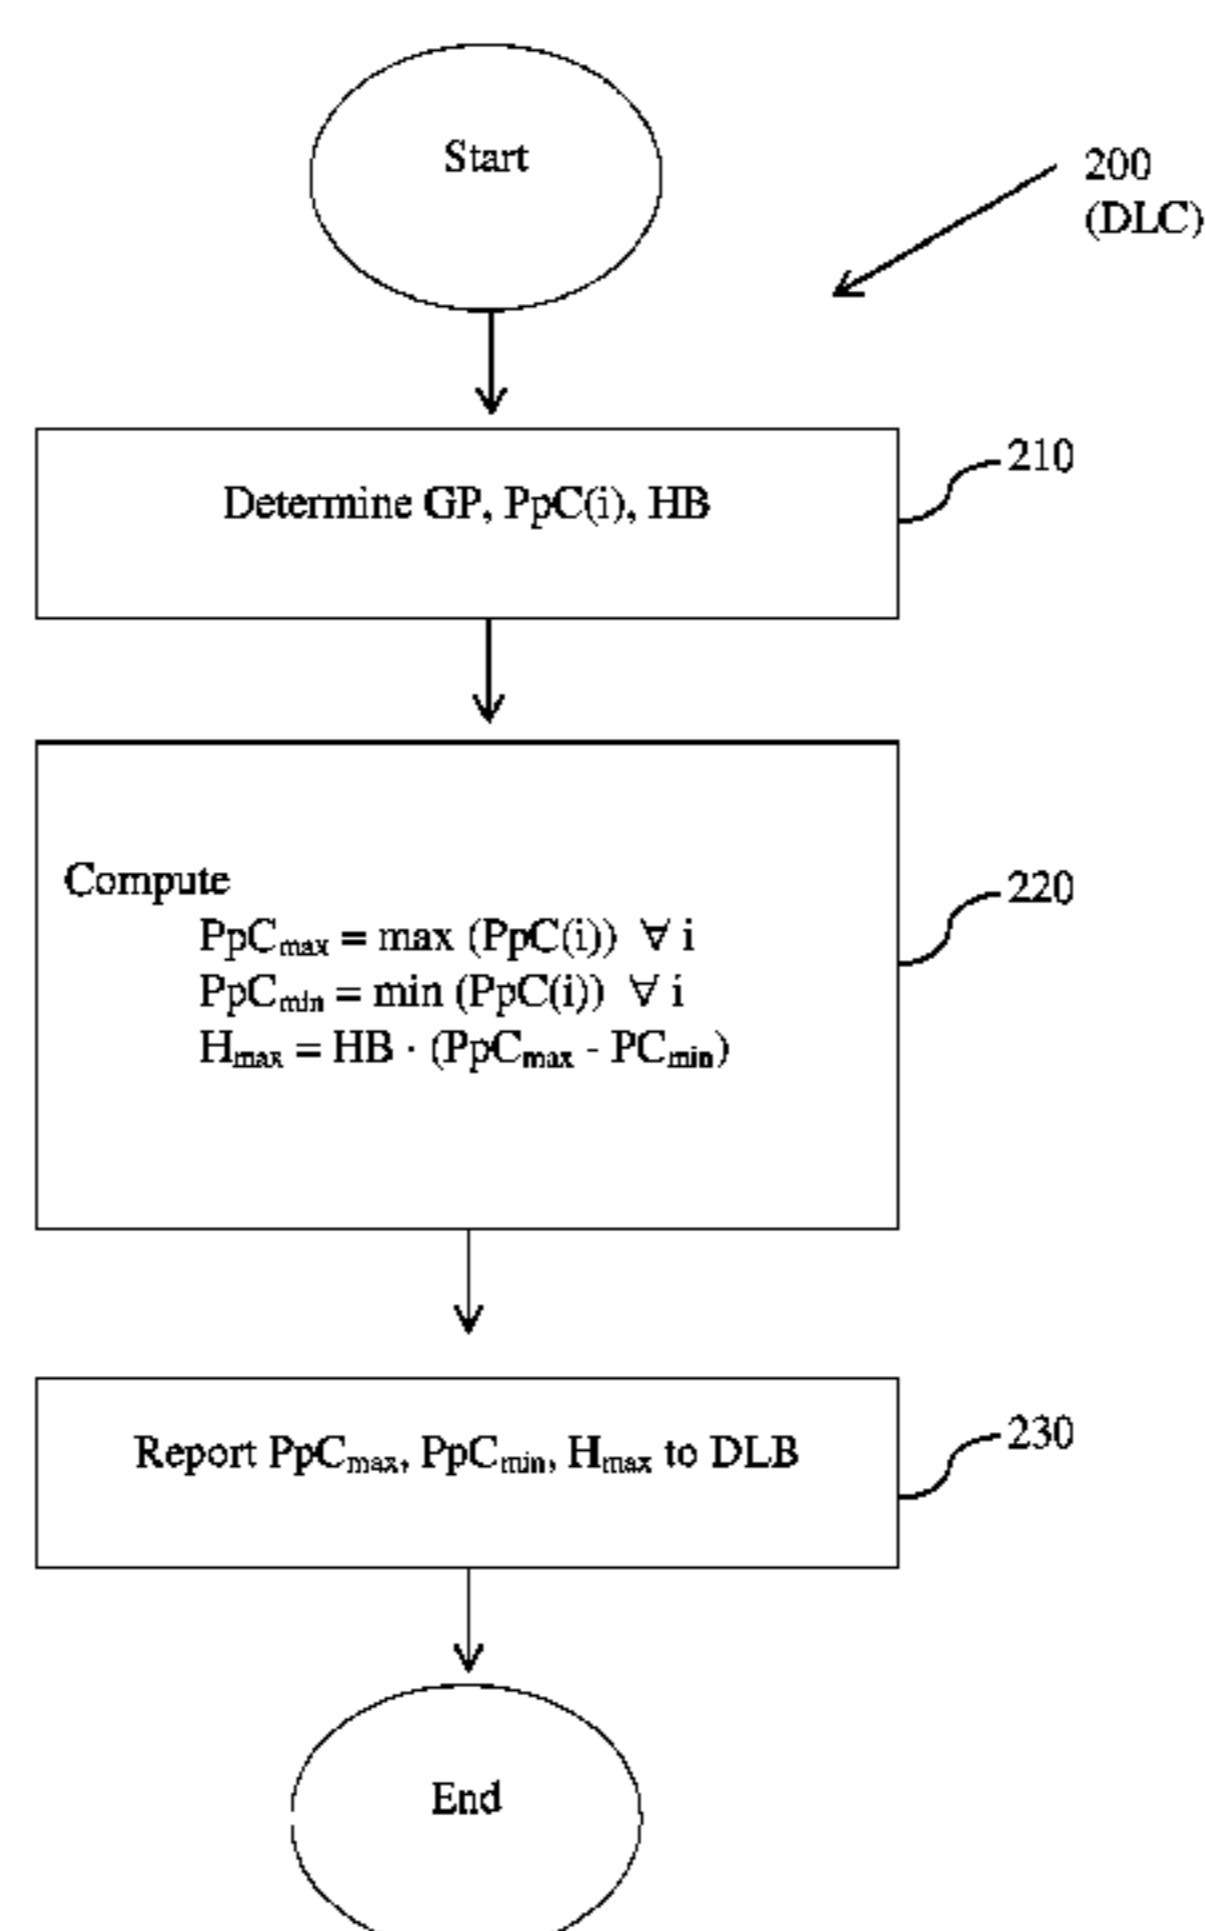 Start
200
(DLC)
Determine GP, PpC(i), HB
210
Compute
PpCmax = max (PpC(i)) ∀ i
PpCmin = min (PpC(i)) ∀ i
Hmax = HB · (PpCmax - PCmin)
220
Report PpCmax, PpCmin, Hmax to DLB
230
End